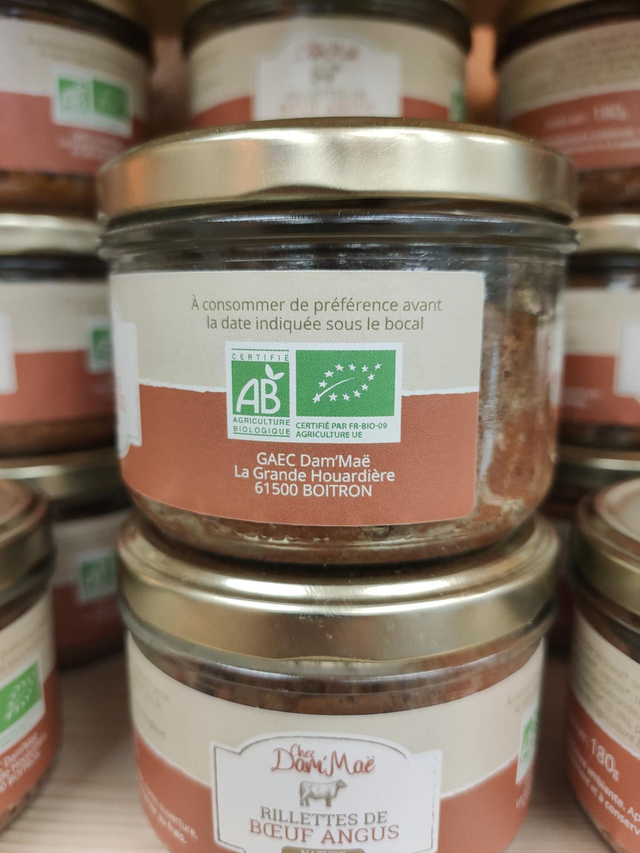 180g
À consommer de préférence avant
la date indiquée sous le bocal
CERTIFIÉ
AB
AGRICULTURE
BIOLOGIQUE
CERTIFIÉ PAR FR-BIO-09
AGRICULTURE UE
GAEC Dam'Maë
La Grande Houardière
61500 BOITRON
Chez
Dam'Maë
RILLETTES DE
BŒUF ANGUS
180g